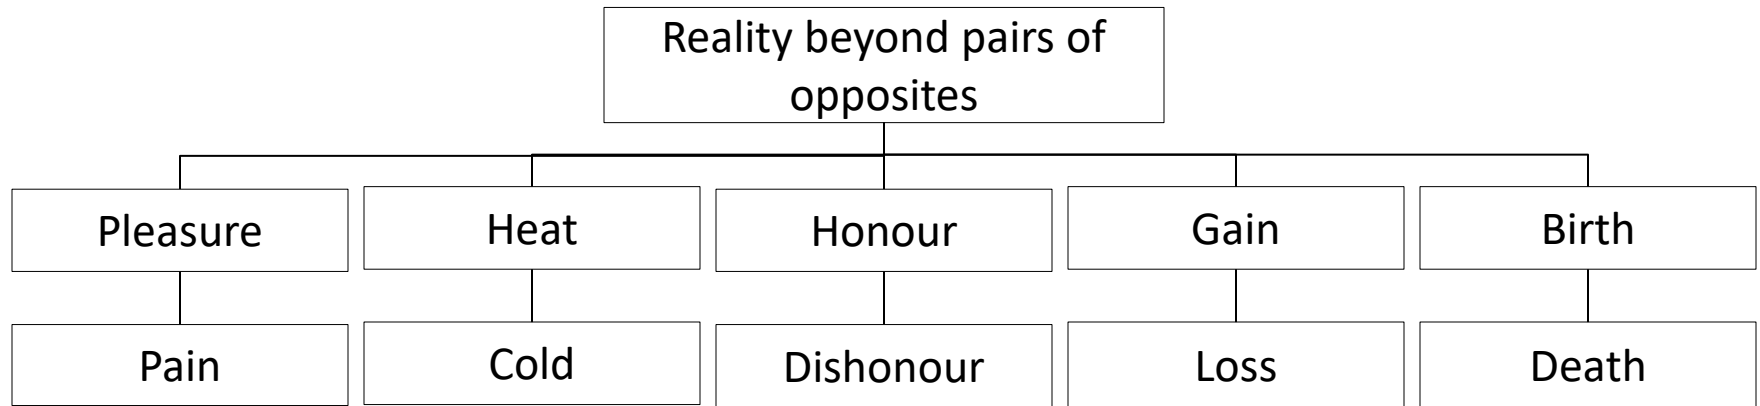 Reality beyond pairs of
opposites
Pleasure
Heat
Honour
Gain
Birth
Pain
Cold
Dishonour
Loss
Death